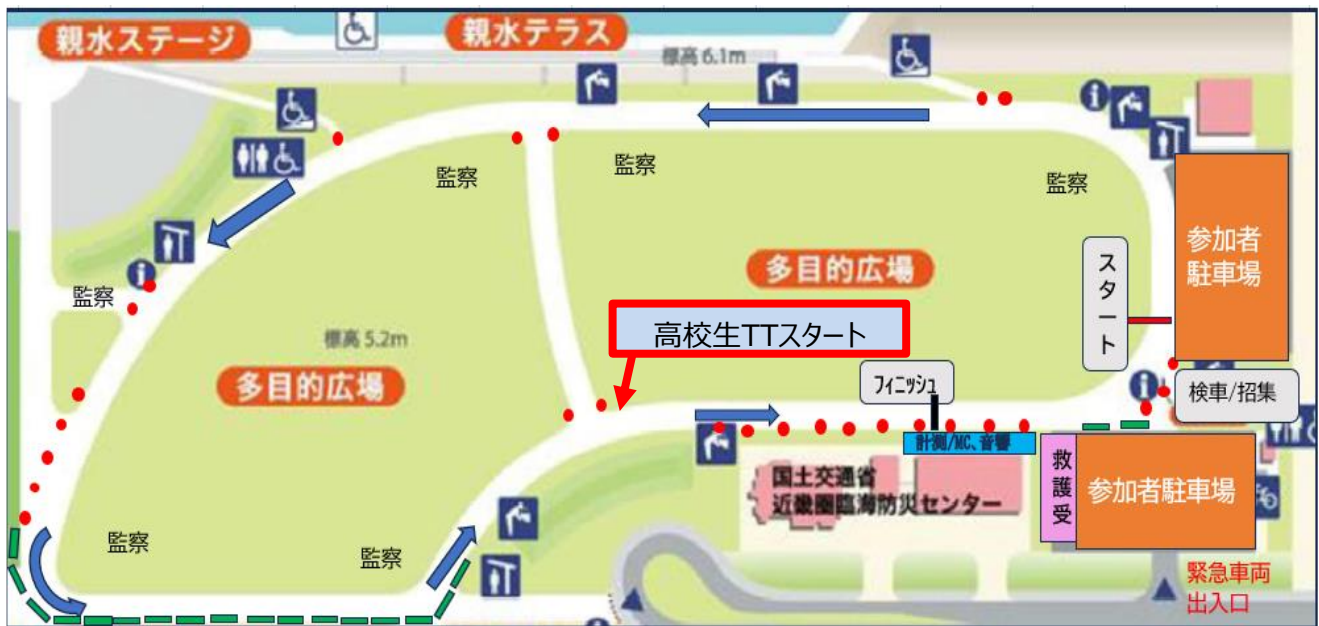 親水ステージ
親水テラス
標高 6.1m
監察
監察
監察
参加者
駐車場
スタート
多目的広場
監察
高校生TTスタート
標高 5.2m
多目的広場
フィニッシュ
検車/招集
計測/MC、音響
国土交通省
近畿圏臨海防災センター
救護受
参加者駐車場
監察
監察
緊急車両
出入口